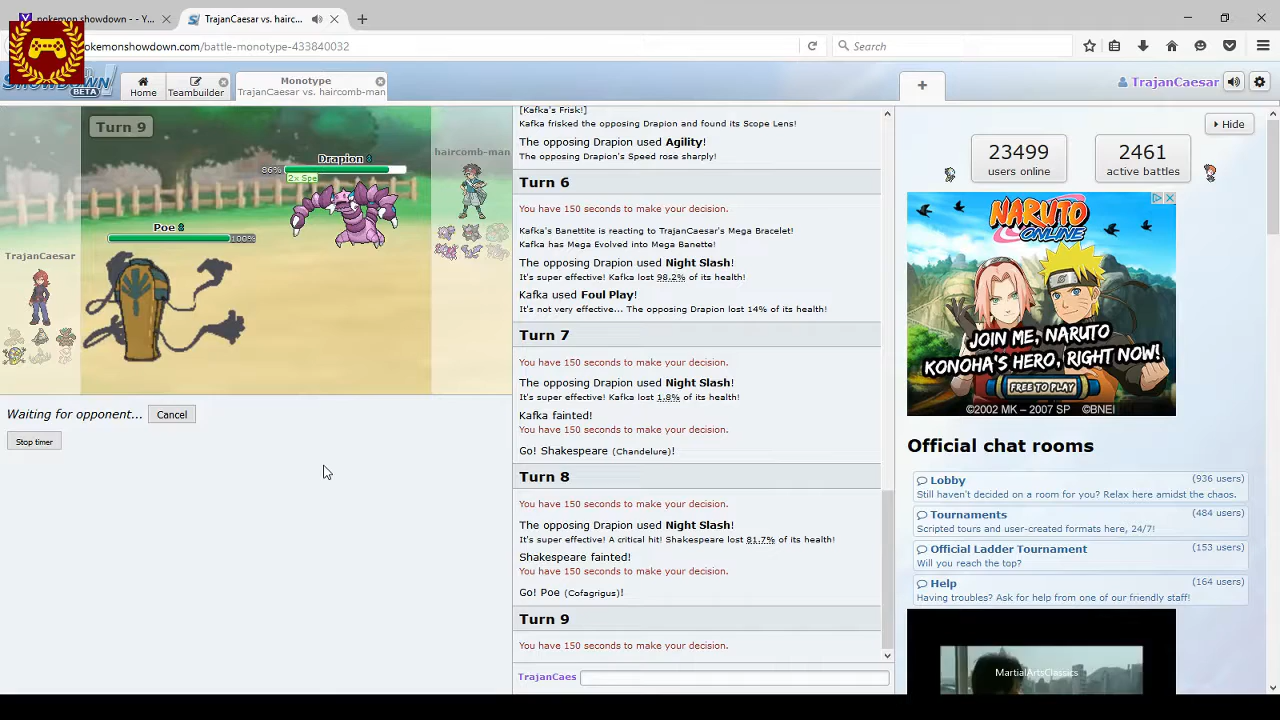 pokemon showdown - - Y...
TrajanCaesar vs. hairc...
okemonshowdown.com/battle-monotype-433840032
Search
SHOWDOWN
BETA
Home
Teambuilder
Monotype
TrajanCaesar vs. haircomb-man
TrajanCaesar
Turn 9
Drapion
86%
2x Spe
haircomb-man
Poe
100%
TrajanCaesar
Waiting for opponent...
Cancel
Stop timer
[Kafka's Frisk!]
Kafka frisked the opposing Drapion and found its Scope Lens!
The opposing Drapion used Agility!
The opposing Drapion's Speed rose sharply!
Turn 6
You have 150 seconds to make your decision.
Kafka's Banettite is reacting to TrajanCaesar's Mega Bracelet!
Kafka has Mega Evolved into Mega Banette!
The opposing Drapion used Night Slash!
It's super effective! Kafka lost 98.2% of its health!
Kafka used Foul Play!
It's not very effective... The opposing Drapion lost 14% of its health!
Turn 7
You have 150 seconds to make your decision.
The opposing Drapion used Night Slash!
It's super effective! Kafka lost 1.8% of its health!
Kafka fainted!
You have 150 seconds to make your decision.
Go! Shakespeare (Chandelure)!
Turn 8
You have 150 seconds to make your decision.
The opposing Drapion used Night Slash!
It's super effective! A critical hit! Shakespeare lost 81.7% of its health!
Shakespeare fainted!
You have 150 seconds to make your decision.
Go! Poe (Cofagrigus)!
Turn 9
You have 150 seconds to make your decision.
TrajanCaes
Hide
23499
users online
2461
active battles
NARUTO
ONLINE
JOIN ME, NARUTO
KONOHA'S HERO, RIGHT NOW!
FREE TO PLAY
©2002 MK – 2007 SP ©BNEI
Official chat rooms
Lobby
(936 users)
Still haven't decided on a room for you? Relax here amidst the chaos.
Tournaments
(484 users)
Scripted tours and user-created formats here, 24/7!
Official Ladder Tournament
(153 users)
Will you reach the top?
Help
(164 users)
Having troubles? Ask for help from one of our friendly staff!
MartialArtsClassics